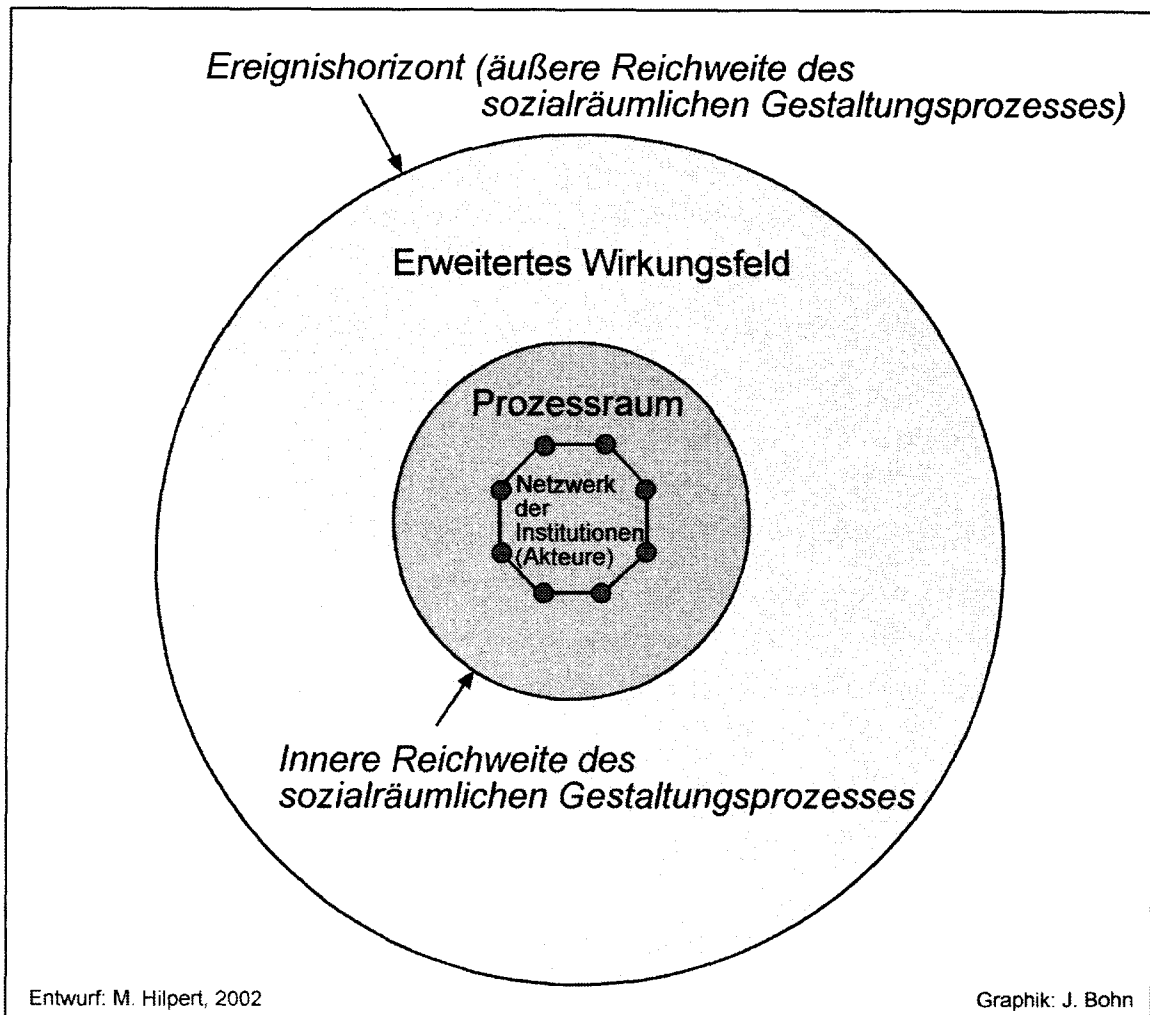 Ereignishorizont (äußere Reichweite des
sozialräumlichen Gestaltungsprozesses)
Erweitertes Wirkungsfeld
Prozessraum
Netzwerk
der
Institutionen
(Akteure)
Innere Reichweite des
sozialräumlichen Gestaltungsprozesses
Entwurf: M. Hilpert, 2002
Graphik: J. Bohn